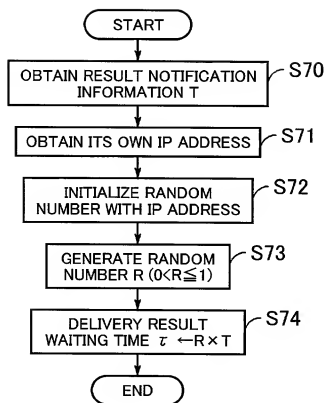 START
OBTAIN RESULT NOTIFICATION
INFORMATION T
S70
OBTAIN ITS OWN IP ADDRESS
S71
INITIALIZE RANDOM
NUMBER WITH IP ADDRESS
S72
GENERATE RANDOM
NUMBER R (0<R≦1)
S73
DELIVERY RESULT
WAITING TIME τ ←R×T
S74
END